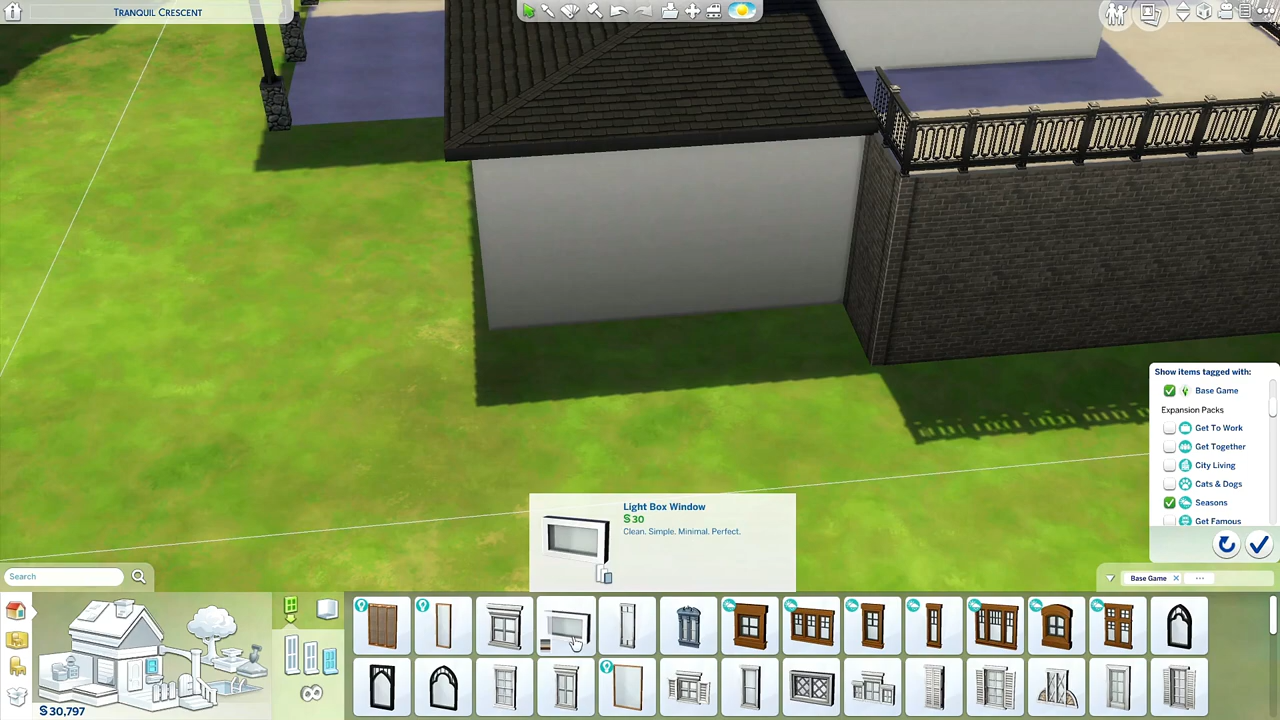 TRANQUIL CRESCENT
Show items tagged with:
Base Game
Expansion Packs
Get To Work
Get Together
City Living
Cats & Dogs
Seasons
Get Famous
Light Box Window
§30
Clean. Simple. Minimal. Perfect.
Search
Base Game ✕ ...
§30,797